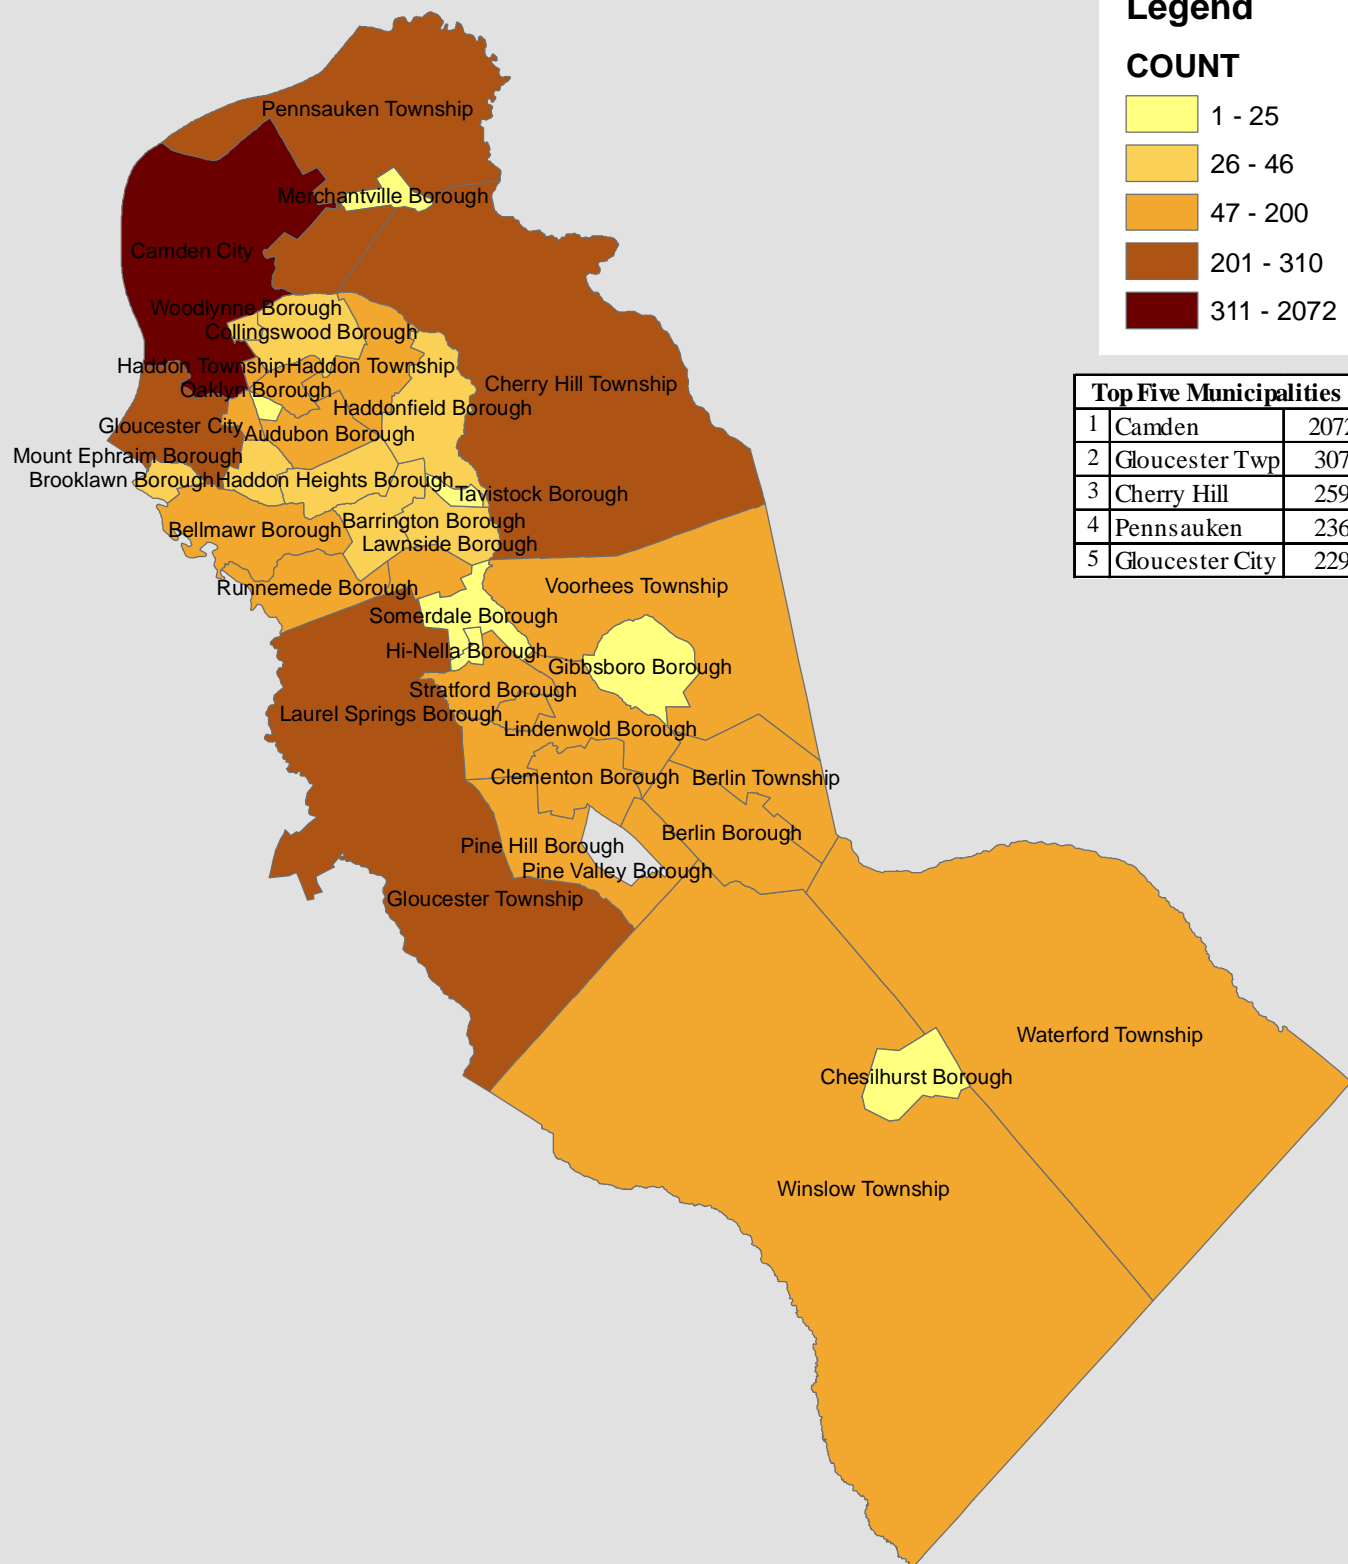 Legend
COUNT
1 - 25
26 - 46
47 - 200
201 - 310
311 - 2072
Top Five Municipalities
1 Camden 2072
2 Gloucester Twp 307
3 Cherry Hill 259
4 Pennsauken 236
5 Gloucester City 229
Pennsauken Township
Merchantville Borough
Camden City
Woodlynne Borough
Collingswood Borough
Haddon Township Haddon Township
Cherry Hill Township
Oaklyn Borough
Haddonfield Borough
Gloucester City
Audubon Borough
Mount Ephraim Borough
Brooklawn Borough Haddon Heights Borough
Tavistock Borough
Barrington Borough
Bellmawr Borough
Lawnside Borough
Runnemede Borough
Voorhees Township
Somerdale Borough
Hi-Nella Borough
Gibbsboro Borough
Stratford Borough
Laurel Springs Borough
Lindenwold Borough
Clementon Borough
Berlin Township
Berlin Borough
Pine Hill Borough
Pine Valley Borough
Gloucester Township
Waterford Township
Chesilhurst Borough
Winslow Township